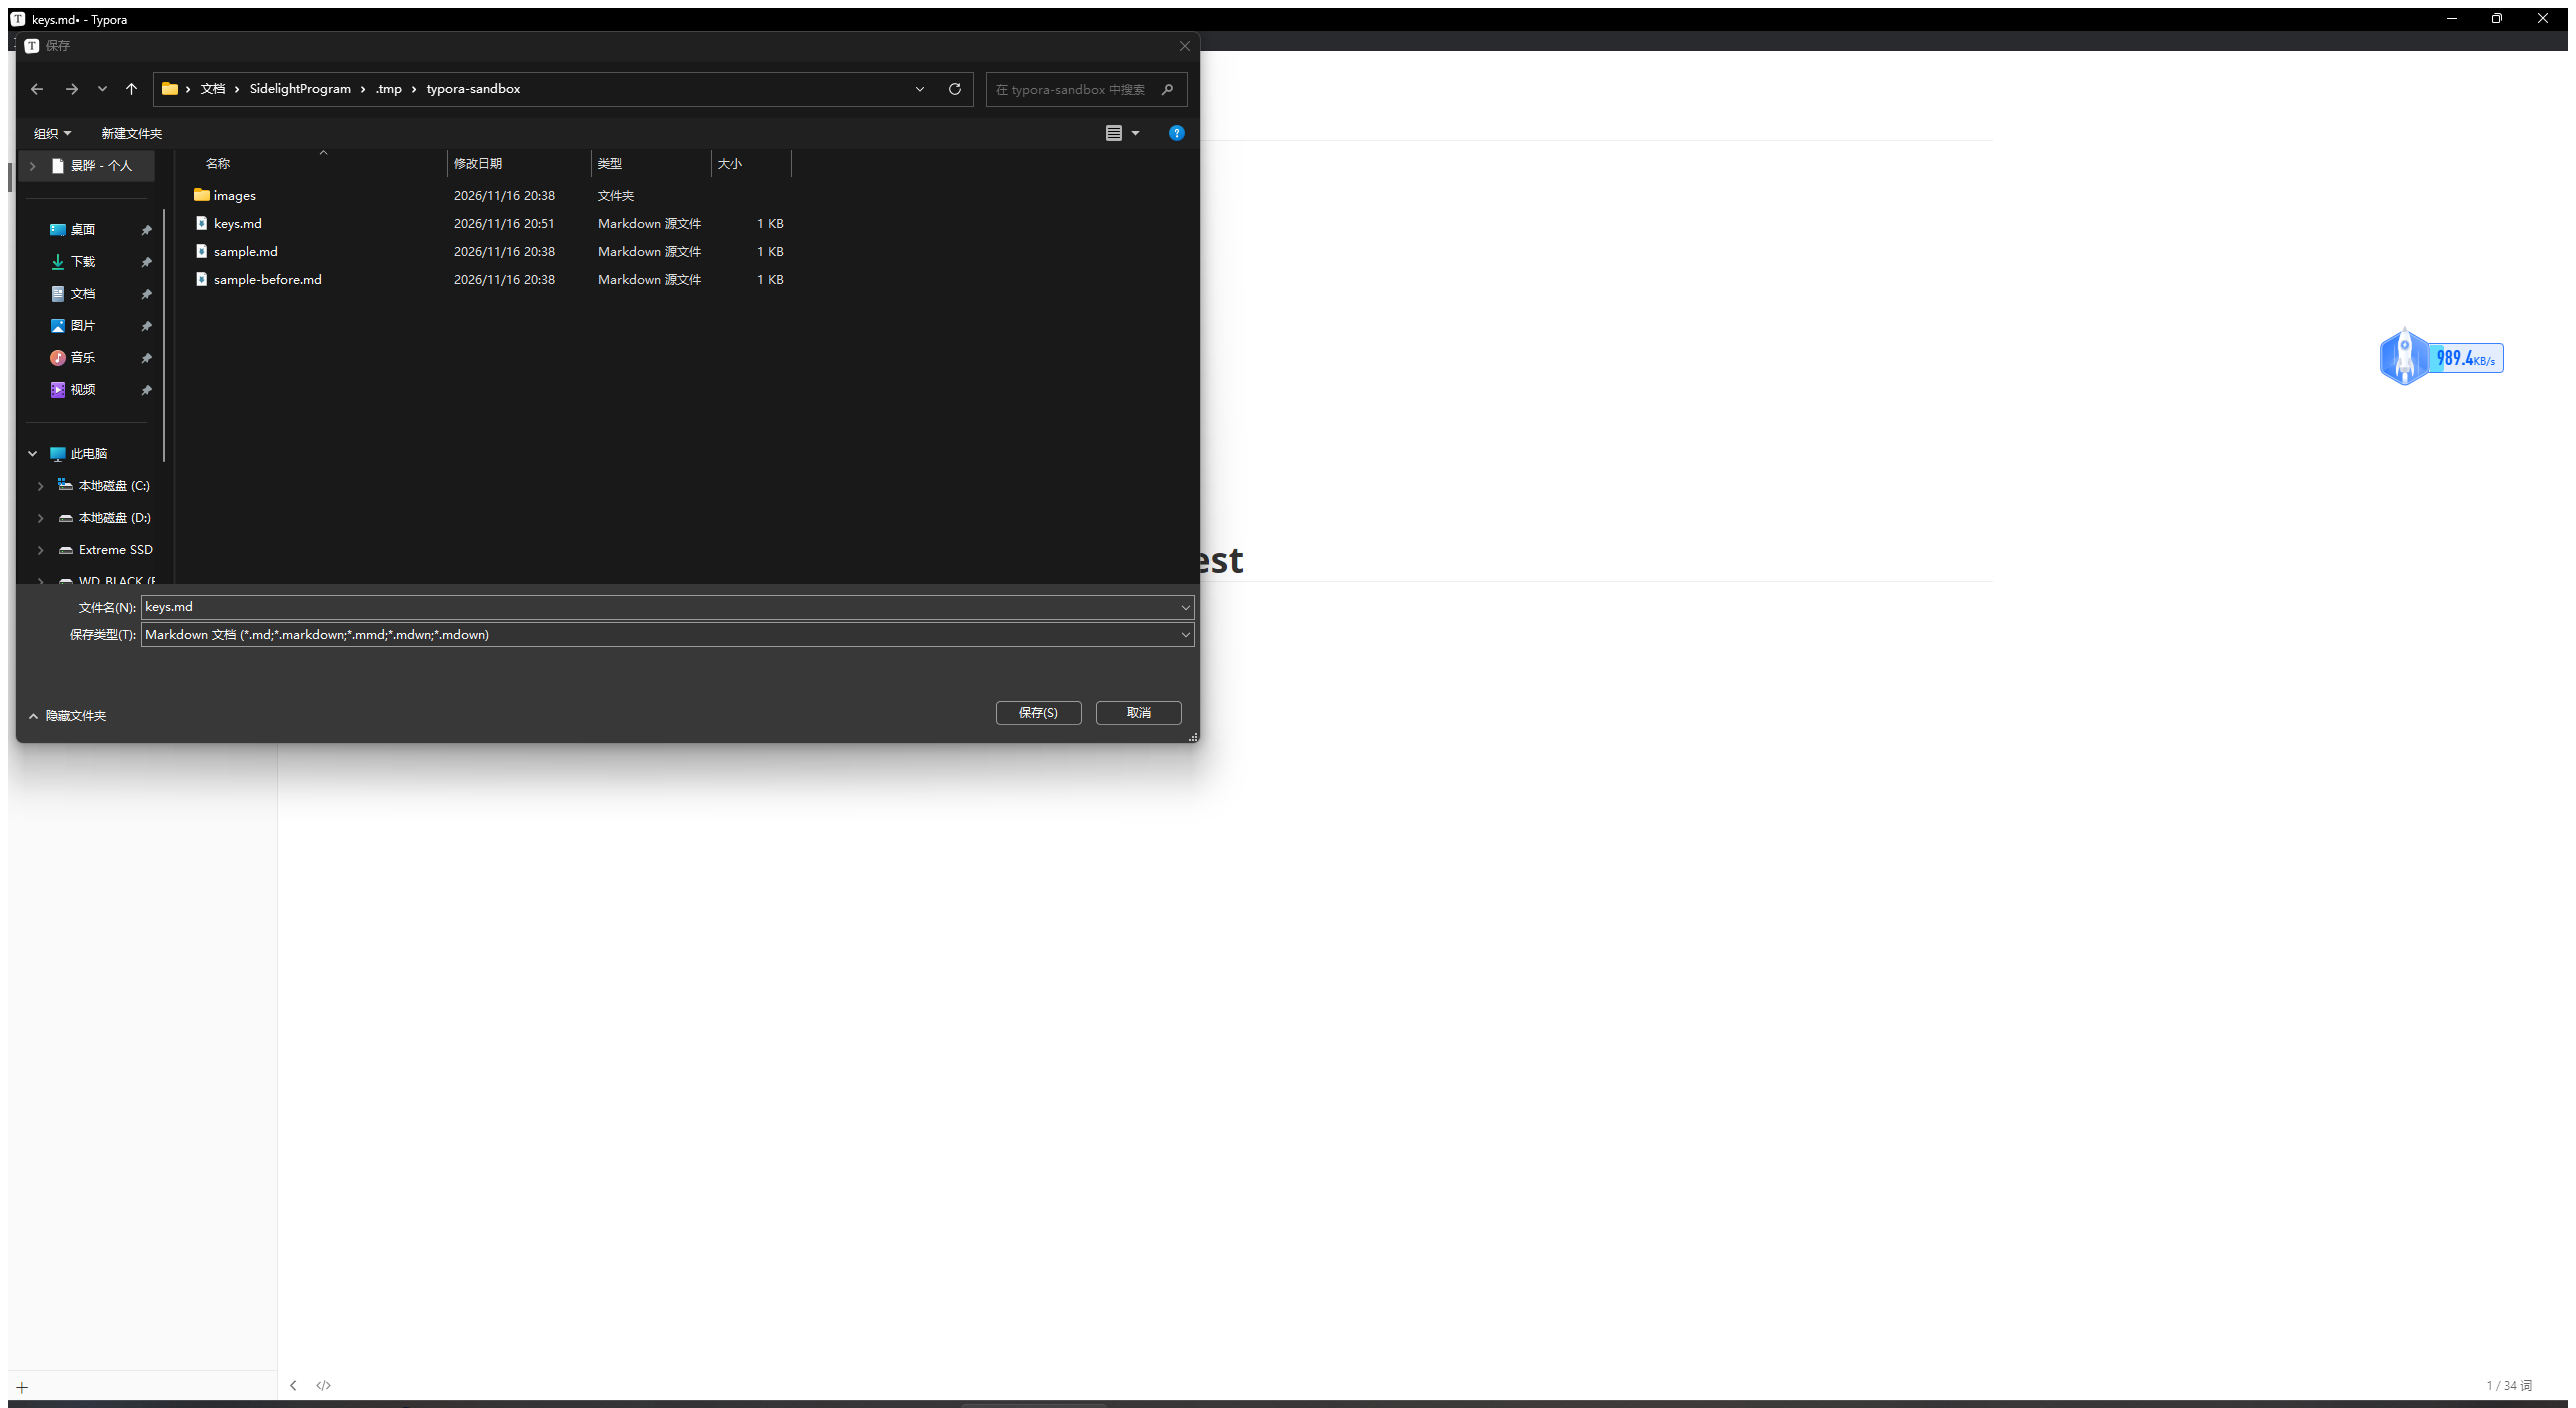 keys.md• - Typora
保存
文档 SidelightProgram .tmp typora-sandbox
在 typora-sandbox 中搜索
组织 新建文件夹
景晔 - 个人
桌面
下载
文档
图片
音乐
视频
此电脑
本地磁盘 (C:)
本地磁盘 (D:)
Extreme SSD
WD_BLACK (F
名称 修改日期 类型 大小
images 2026/11/16 20:38 文件夹
keys.md 2026/11/16 20:51 Markdown 源文件 1 KB
sample.md 2026/11/16 20:38 Markdown 源文件 1 KB
sample-before.md 2026/11/16 20:38 Markdown 源文件 1 KB
989.4KB/s
est
文件名(N): keys.md
保存类型(T): Markdown 文档 (*.md;*.markdown;*.mmd;*.mdwn;*.mdown)
隐藏文件夹
保存(S) 取消
</> 1 / 34 词